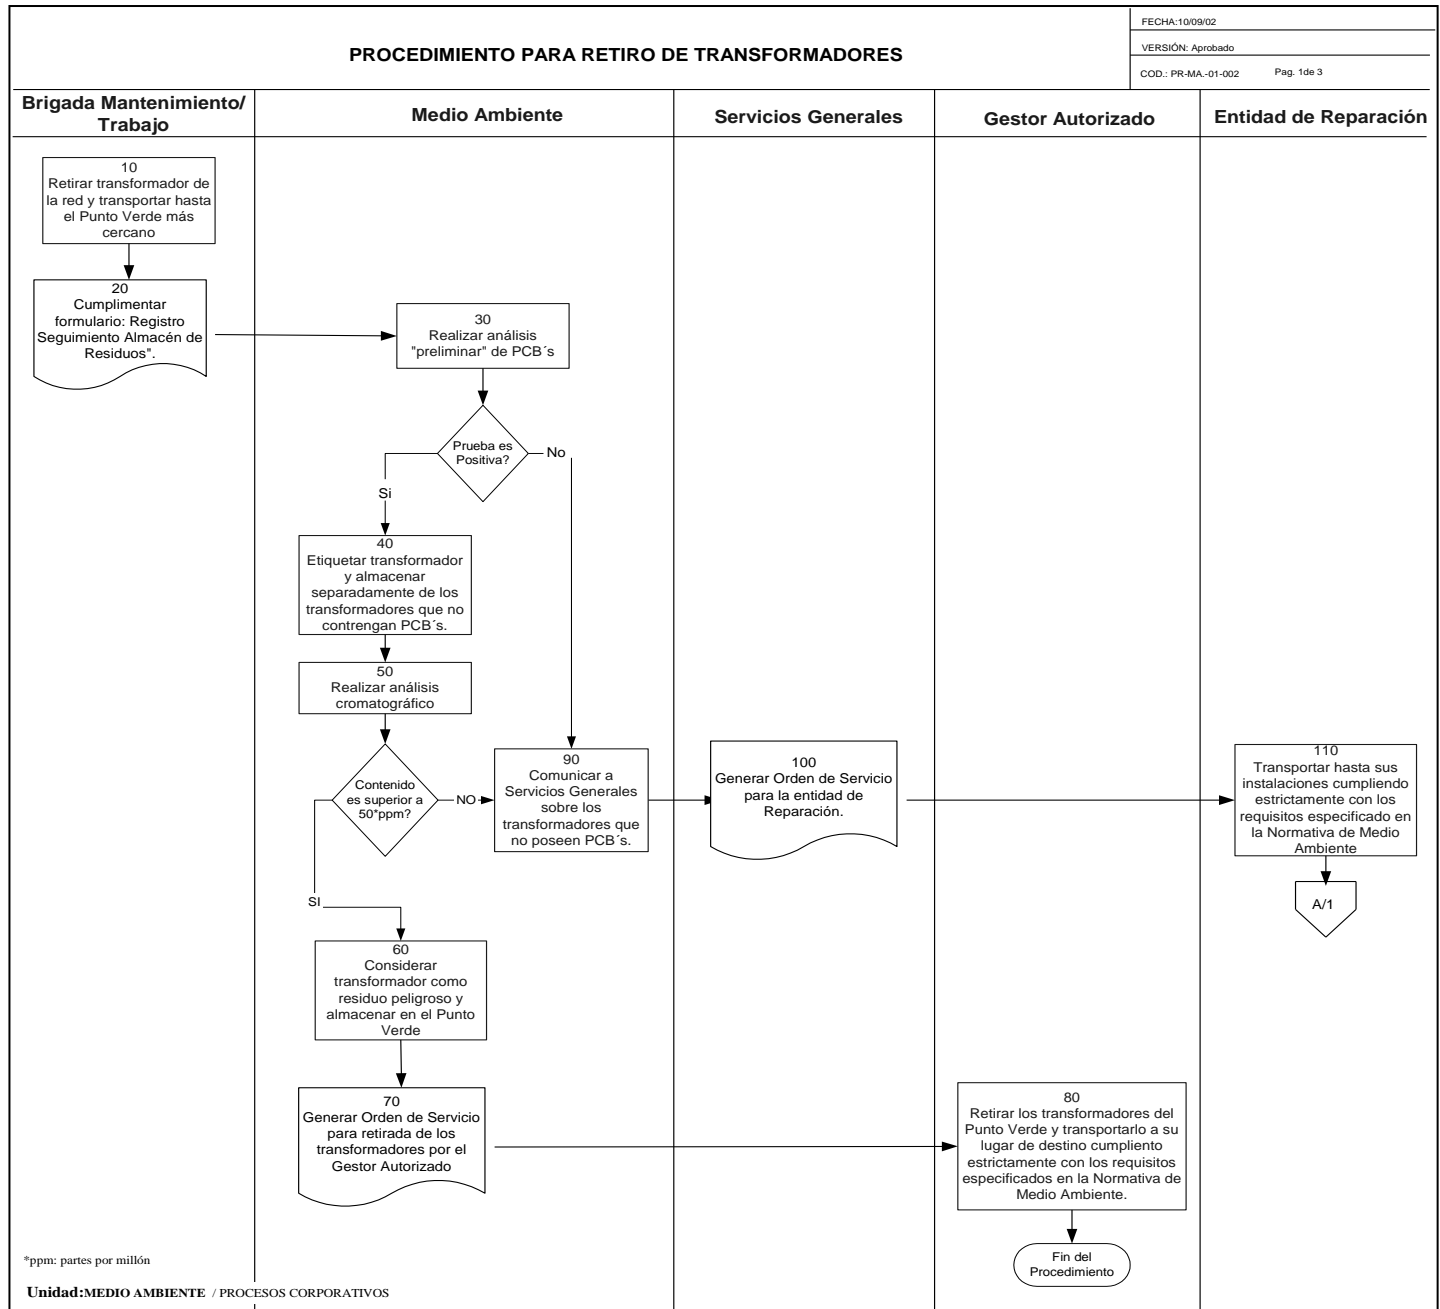 PROCEDIMIENTO PARA RETIRO DE TRANSFORMADORES
FECHA:10/09/02
VERSIÓN: Aprobado
COD.: PR-MA.-01-002 Pag. 1de 3
Brigada Mantenimiento/
Trabajo
Medio Ambiente
Servicios Generales
Gestor Autorizado
Entidad de Reparación
10
Retirar transformador de
la red y transportar hasta
el Punto Verde más
cercano
20
Cumplimentar
formulario: Registro
Seguimiento Almacén de
Residuos".
30
Realizar análisis
"preliminar" de PCB´s
Prueba es
Positiva?
No
Si
40
Etiquetar transformador
y almacenar
separadamente de los
transformadores que no
contrengan PCB´s.
50
Realizar análisis
cromatográfico
Contenido
es superior a
50*ppm?
NO
SI
90
Comunicar a
Servicios Generales
sobre los
transformadores que
no poseen PCB´s.
100
Generar Orden de Servicio
para la entidad de
Reparación.
110
Transportar hasta sus
instalaciones cumpliendo
estrictamente con los
requisitos especificado en
la Normativa de Medio
Ambiente
A/1
60
Considerar
transformador como
residuo peligroso y
almacenar en el Punto
Verde
70
Generar Orden de Servicio
para retirada de los
transformadores por el
Gestor Autorizado
80
Retirar los transformadores del
Punto Verde y transportarlo a su
lugar de destino cumpliento
estrictamente con los requisitos
especificados en la Normativa de
Medio Ambiente.
Fin del
Procedimiento
*ppm: partes por millón
Unidad:MEDIO AMBIENTE / PROCESOS CORPORATIVOS